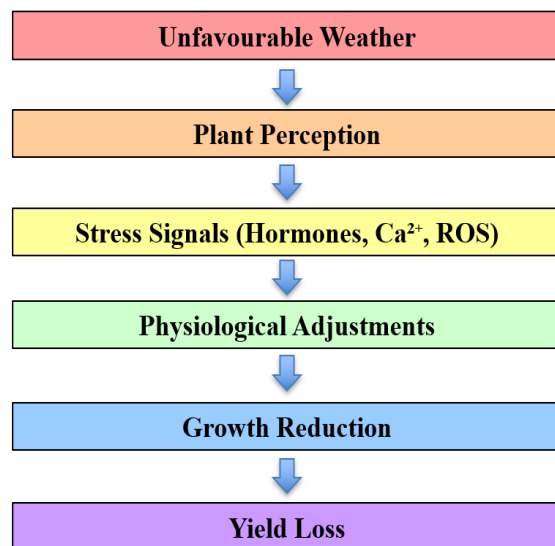 Unfavourable Weather
Plant Perception
Stress Signals (Hormones, Ca²⁺, ROS)
Physiological Adjustments
Growth Reduction
Yield Loss